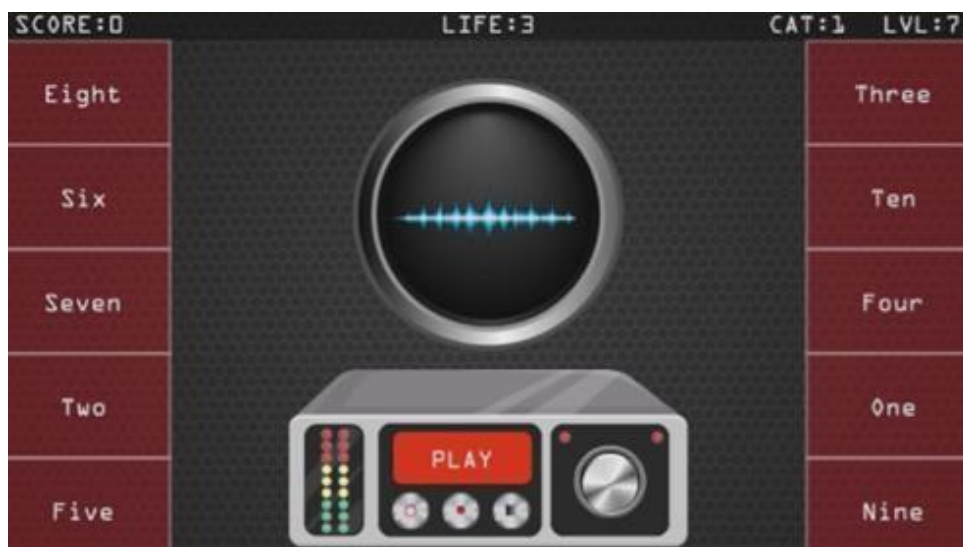 SCORE:0 LIFE:3 CAT:1 LVL:7
Eight
Six
Seven
Two
Five
Three
Ten
Four
One
Nine
PLAY